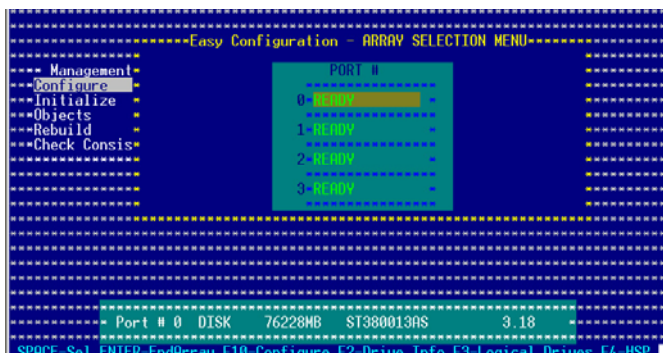 Easy Configuration - ARRAY SELECTION MENU
Management
PORT #
Configure
0 READY
Initialize
Objects
1 READY
Rebuild
Check Consis
2 READY
3 READY
Port # 0 DISK 76228MB ST380013AS 3.18
SPACE-Sel ENTER-EndArray F10-Configure F2-Drive Info F3-Logical Drives F4-HSP